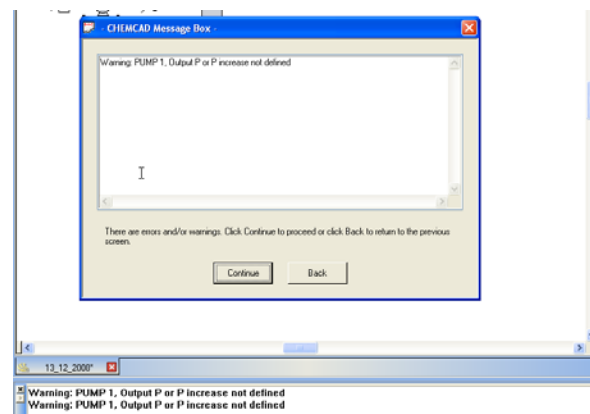 - CHEMCAD Message Box -
Warning: PUMP 1, Output P or P increase not defined
There are errors and/or warnings. Click Continue to proceed or click Back to return to the previous
screen.
Continue Back
13_12_2000*
Warning: PUMP 1, Output P or P increase not defined
Warning: PUMP 1, Output P or P increase not defined